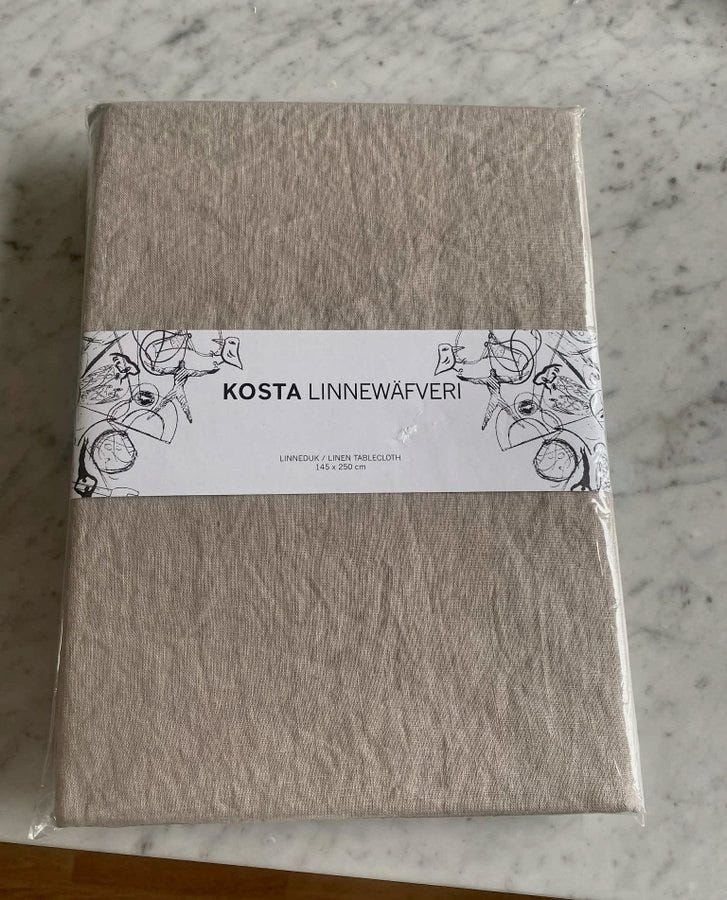 KOSTA LINNEWÄFVERI
LINNEDUK / LINEN TABLECLOTH
145 x 250 cm